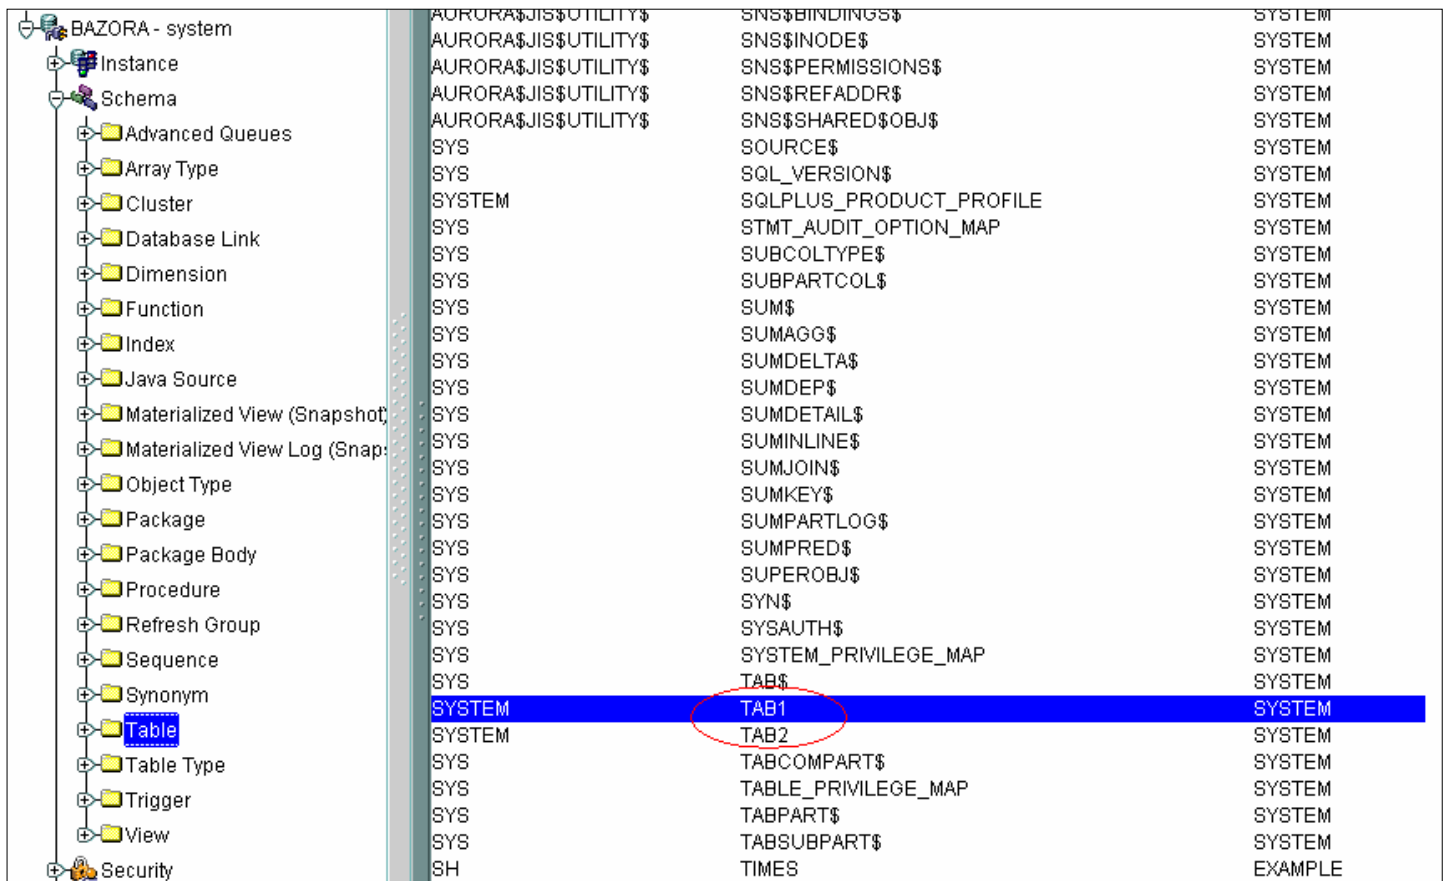 BAZORA - system
Instance
Schema
Advanced Queues
Array Type
Cluster
Database Link
Dimension
Function
Index
Java Source
Materialized View (Snapshot)
Materialized View Log (Snaps
Object Type
Package
Package Body
Procedure
Refresh Group
Sequence
Synonym
Table
Table Type
Trigger
View
Security
AURORA$JIS$UTILITY$ SNS$BINDINGS$ SYSTEM
AURORA$JIS$UTILITY$ SNS$INODE$ SYSTEM
AURORA$JIS$UTILITY$ SNS$PERMISSIONS$ SYSTEM
AURORA$JIS$UTILITY$ SNS$REFADDR$ SYSTEM
AURORA$JIS$UTILITY$ SNS$SHARED$OBJ$ SYSTEM
SYS SOURCE$ SYSTEM
SYS SQL_VERSION$ SYSTEM
SYSTEM SQLPLUS_PRODUCT_PROFILE SYSTEM
SYS STMT_AUDIT_OPTION_MAP SYSTEM
SYS SUBCOLTYPE$ SYSTEM
SYS SUBPARTCOL$ SYSTEM
SYS SUM$ SYSTEM
SYS SUMAGG$ SYSTEM
SYS SUMDELTA$ SYSTEM
SYS SUMDEP$ SYSTEM
SYS SUMDETAIL$ SYSTEM
SYS SUMINLINE$ SYSTEM
SYS SUMJOIN$ SYSTEM
SYS SUMKEY$ SYSTEM
SYS SUMPARTLOG$ SYSTEM
SYS SUMPRED$ SYSTEM
SYS SUPEROBJ$ SYSTEM
SYS SYN$ SYSTEM
SYS SYSAUTH$ SYSTEM
SYS SYSTEM_PRIVILEGE_MAP SYSTEM
SYS TAB$ SYSTEM
SYSTEM TAB1 SYSTEM
SYSTEM TAB2 SYSTEM
SYS TABCOMPART$ SYSTEM
SYS TABLE_PRIVILEGE_MAP SYSTEM
SYS TABPART$ SYSTEM
SYS TABSUBPART$ SYSTEM
SH TIMES EXAMPLE